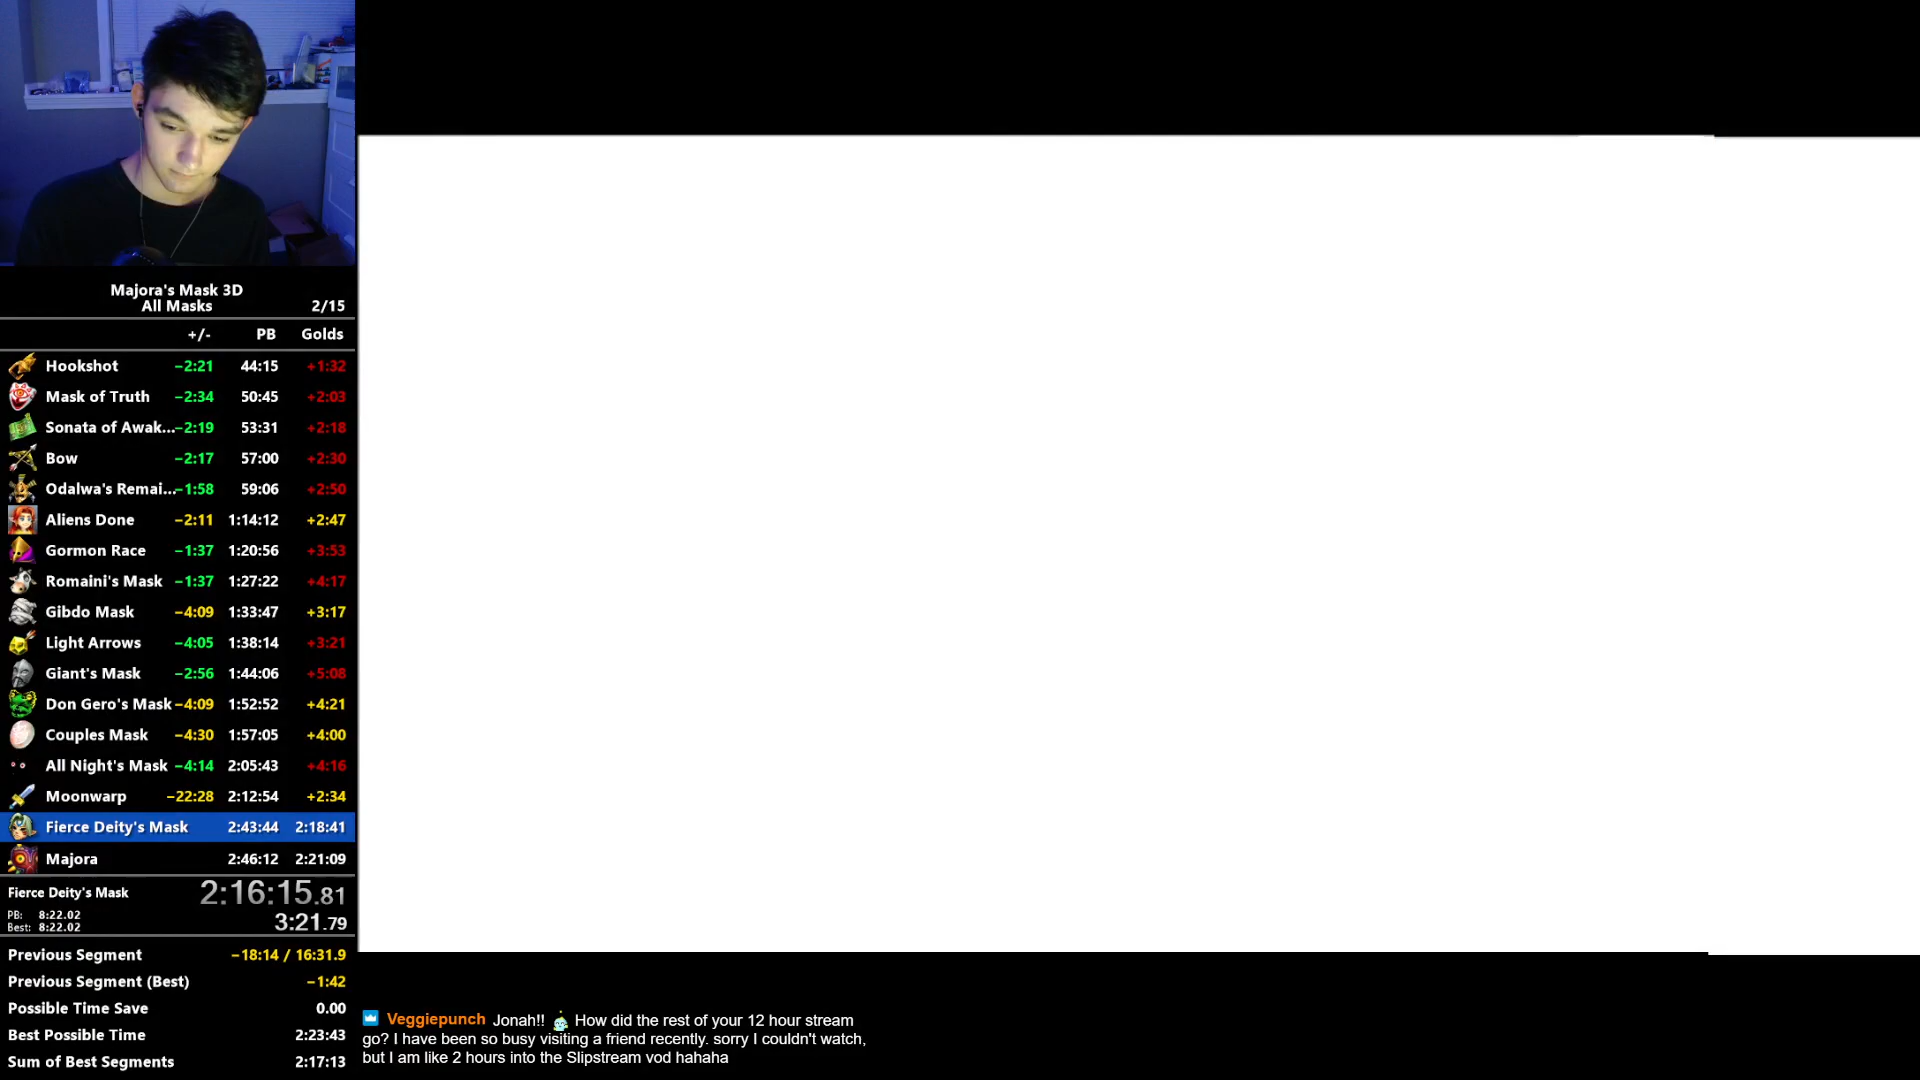 Majora's Mask 3D
All Masks 2/15
+/- PB Golds
Hookshot −2:21 44:15 +1:32
Mask of Truth −2:34 50:45 +2:03
Sonata of Awak... −2:19 53:31 +2:18
Bow −2:17 57:00 +2:30
Odalwa's Remai... −1:58 59:06 +2:50
Aliens Done −2:11 1:14:12 +2:47
Gormon Race −1:37 1:20:56 +3:53
Romaini's Mask −1:37 1:27:22 +4:17
Gibdo Mask −4:09 1:33:47 +3:17
Light Arrows −4:05 1:38:14 +3:21
Giant's Mask −2:56 1:44:06 +5:08
Don Gero's Mask −4:09 1:52:52 +4:21
Couples Mask −4:30 1:57:05 +4:00
All Night's Mask −4:14 2:05:43 +4:16
Moonwarp −22:28 2:12:54 +2:34
Fierce Deity's Mask 2:43:44 2:18:41
Majora 2:46:12 2:21:09
Fierce Deity's Mask 2:16:15.81
PB: 8:22.02 3:21.79
Best: 8:22.02
Previous Segment −18:14 / 16:31.9
Previous Segment (Best) −1:42
Possible Time Save 0.00
Best Possible Time 2:23:43
Sum of Best Segments 2:17:13
Veggiepunch Jonah!! How did the rest of your 12 hour stream
go? I have been so busy visiting a friend recently. sorry I couldn't watch,
but I am like 2 hours into the Slipstream vod hahaha